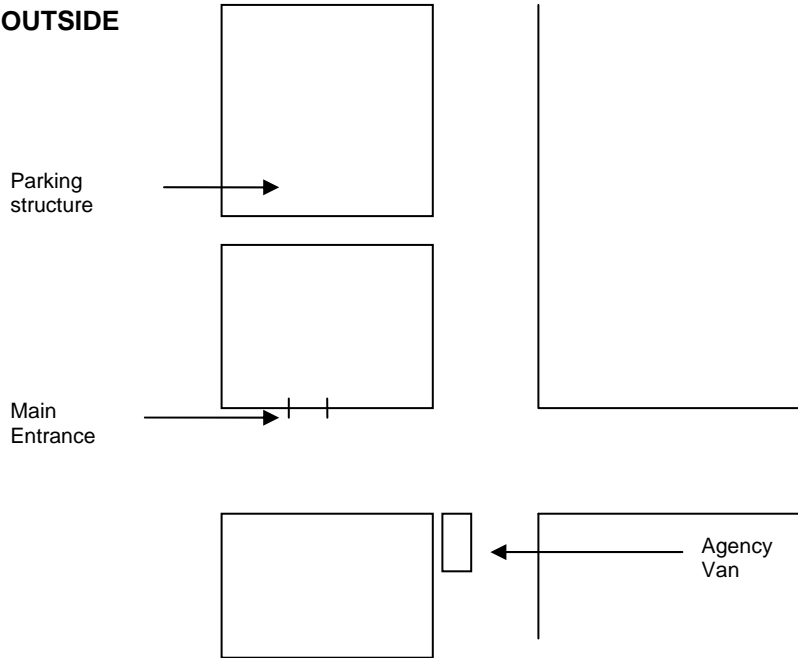 OUTSIDE
Parking
structure
Main
Entrance
Agency
Van